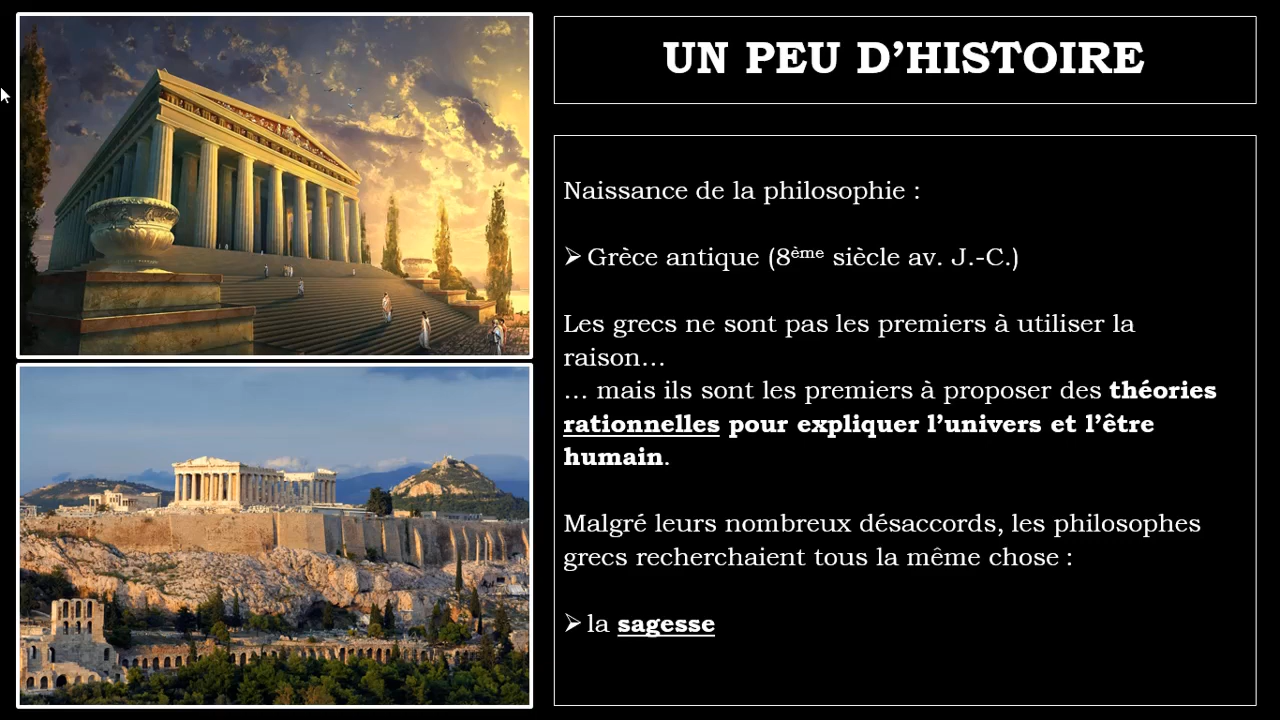 UN PEU D’HISTOIRE
Naissance de la philosophie :
➢ Grèce antique (8ème siècle av. J.-C.)
Les grecs ne sont pas les premiers à utiliser la
raison…
… mais ils sont les premiers à proposer des théories
rationnelles pour expliquer l’univers et l’être
humain.
Malgré leurs nombreux désaccords, les philosophes
grecs recherchaient tous la même chose :
➢ la sagesse